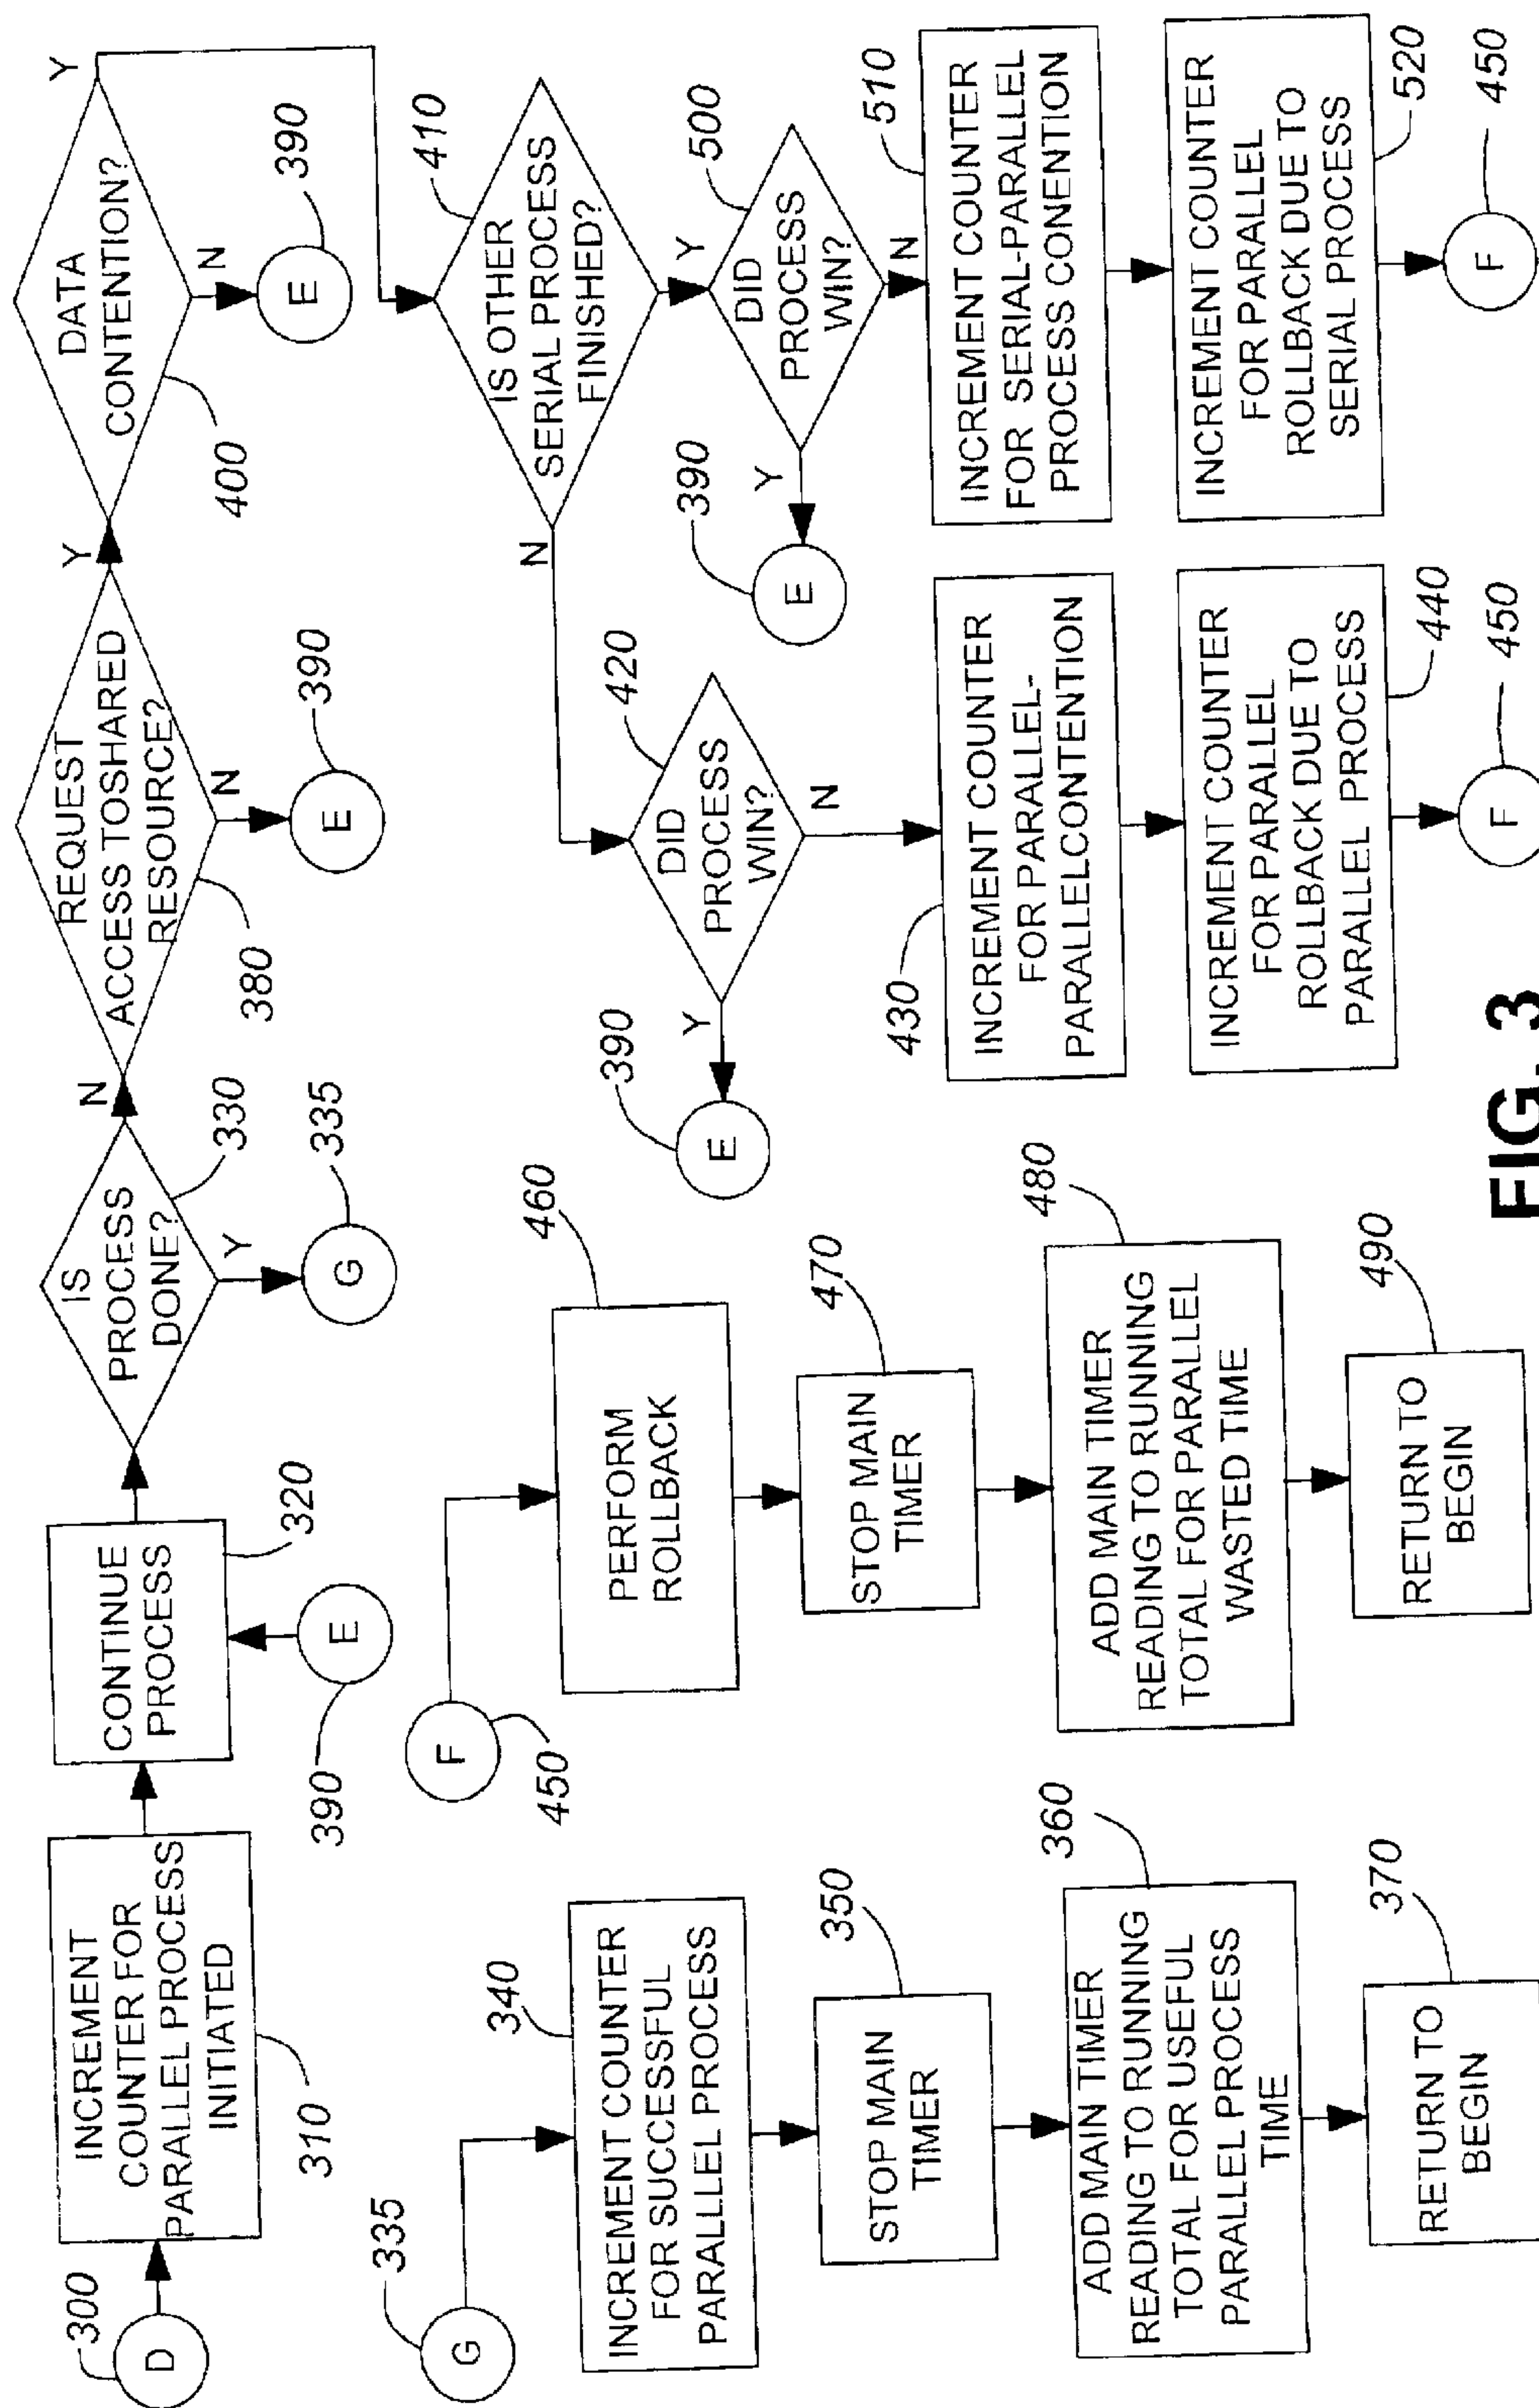 300
D
INCREMENT
COUNTER FOR
PARALLEL PROCESS
INITIATED
310
CONTINUE
PROCESS
320
E
390
IS
PROCESS
DONE?
330
N
Y
G
335
REQUEST
ACCESS TOSHARED
RESOURCE?
380
Y
N
E
390
DATA
CONTENTION?
400
Y
N
E
390
IS OTHER
SERIAL PROCESS
FINISHED?
410
N
Y
DID
PROCESS
WIN?
420
Y
E
390
N
INCREMENT COUNTER
FOR PARALLEL-
PARALLELCONTENTION
430
INCREMENT COUNTER
FOR PARALLEL
ROLLBACK DUE TO
PARALLEL PROCESS
440
F
450
DID
PROCESS
WIN?
500
Y
E
390
N
INCREMENT COUNTER
FOR SERIAL-PARALLEL
PROCESS CONENTION
510
INCREMENT COUNTER
FOR PARALLEL
ROLLBACK DUE TO
SERIAL PROCESS
520
F
450
335
G
INCREMENT COUNTER
FOR SUCCESSFUL
PARALLLEL PROCESS
340
STOP MAIN
TIMER
350
ADD MAIN TIMER
READING TO RUNNING
TOTAL FOR USEFUL
PARALLEL PROCESS
TIME
360
RETURN TO
BEGIN
370
F
450
PERFORM
ROLLBACK
460
STOP MAIN
TIMER
470
ADD MAIN TIMER
READING TO RUNNING
TOTAL FOR PARALLEL
WASTED TIME
480
RETURN TO
BEGIN
490
FIG. 3